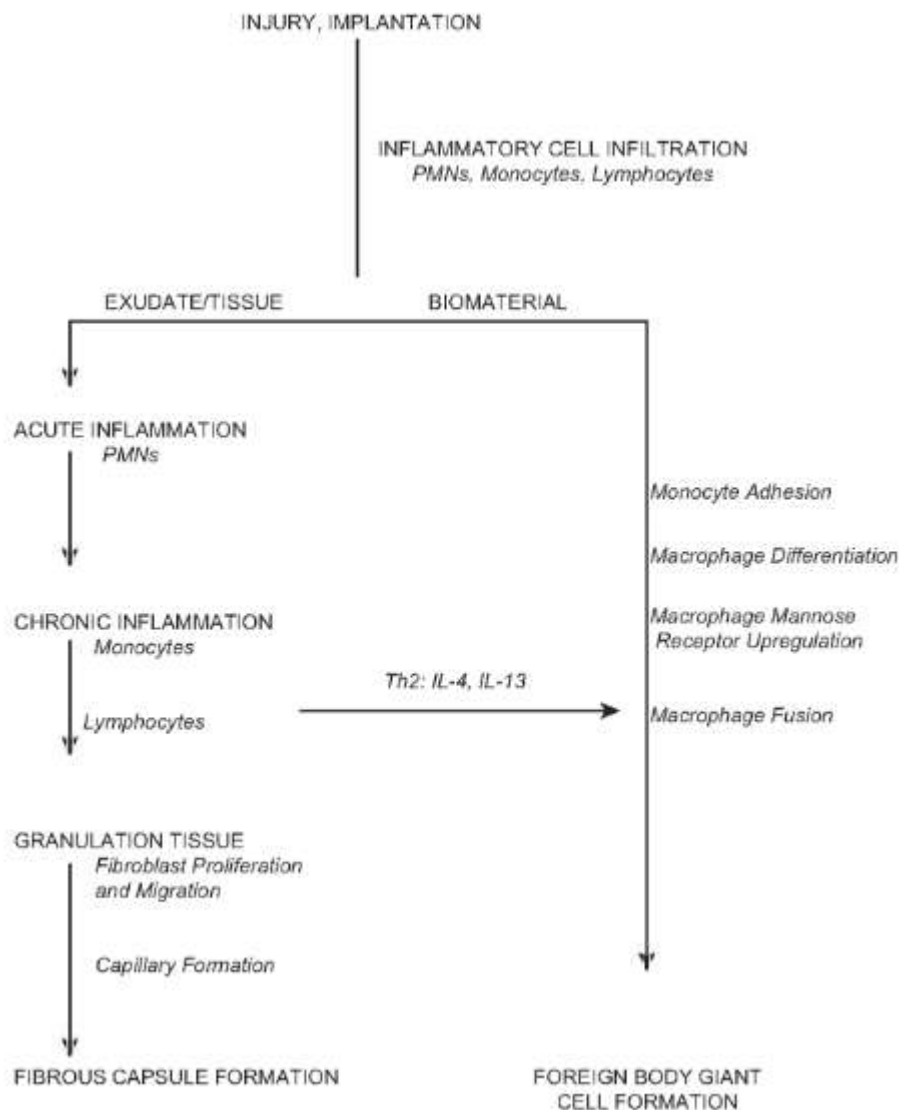 INJURY, IMPLANTATION
INFLAMMATORY CELL INFILTRATION
PMNs, Monocytes, Lymphocytes
EXUDATE/TISSUE
BIOMATERIAL
ACUTE INFLAMMATION
PMNs
Monocyte Adhesion
Macrophage Differentiation
CHRONIC INFLAMMATION
Monocytes
Macrophage Mannose
Receptor Upregulation
Th2: IL-4, IL-13
Lymphocytes
Macrophage Fusion
GRANULATION TISSUE
Fibroblast Proliferation
and Migration
Capillary Formation
FIBROUS CAPSULE FORMATION
FOREIGN BODY GIANT
CELL FORMATION